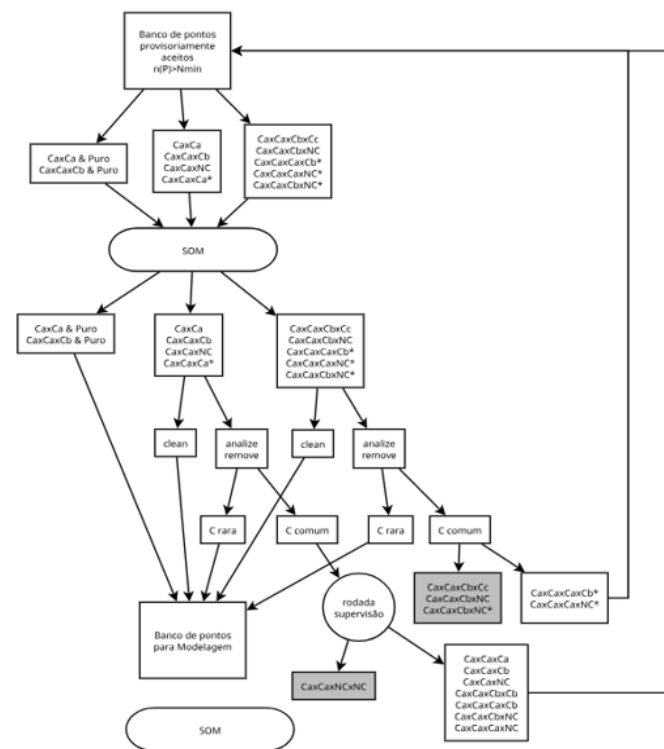 Banco de pontos
provisoriamente
aceitos
n(P)>Nmin
CaxCa & Puro
CaxCaxCb & Puro
CaxCa
CaxCaxCb
CaxCaxNC
CaxCaxCa*
CaxCaxCbxCc
CaxCaxCbxNC
CaxCaxCaxCb*
CaxCaxCaxNC*
CaxCaxCbxNC*
SOM
CaxCa & Puro
CaxCaxCb & Puro
CaxCa
CaxCaxCb
CaxCaxNC
CaxCaxCa*
CaxCaxCbxCc
CaxCaxCbxNC
CaxCaxCaxCb*
CaxCaxCaxNC*
CaxCaxCbxNC*
clean
analize
remove
clean
analize
remove
C rara
C comum
C rara
C comum
CaxCaxCbxCc
CaxCaxCbxNC
CaxCaxCbxNC*
CaxCaxCaxCb*
CaxCaxCaxNC*
rodada
supervisão
Banco de pontos
para Modelagem
CaxCaxNCxNC
CaxCaxCa
CaxCaxCb
CaxCaxNC
CaxCaxCbxCb
CaxCaxCaxCb
CaxCaxCbxNC
CaxCaxCaxNC
SOM